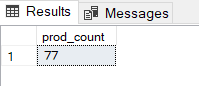 Results Messages
prod_count
1 77